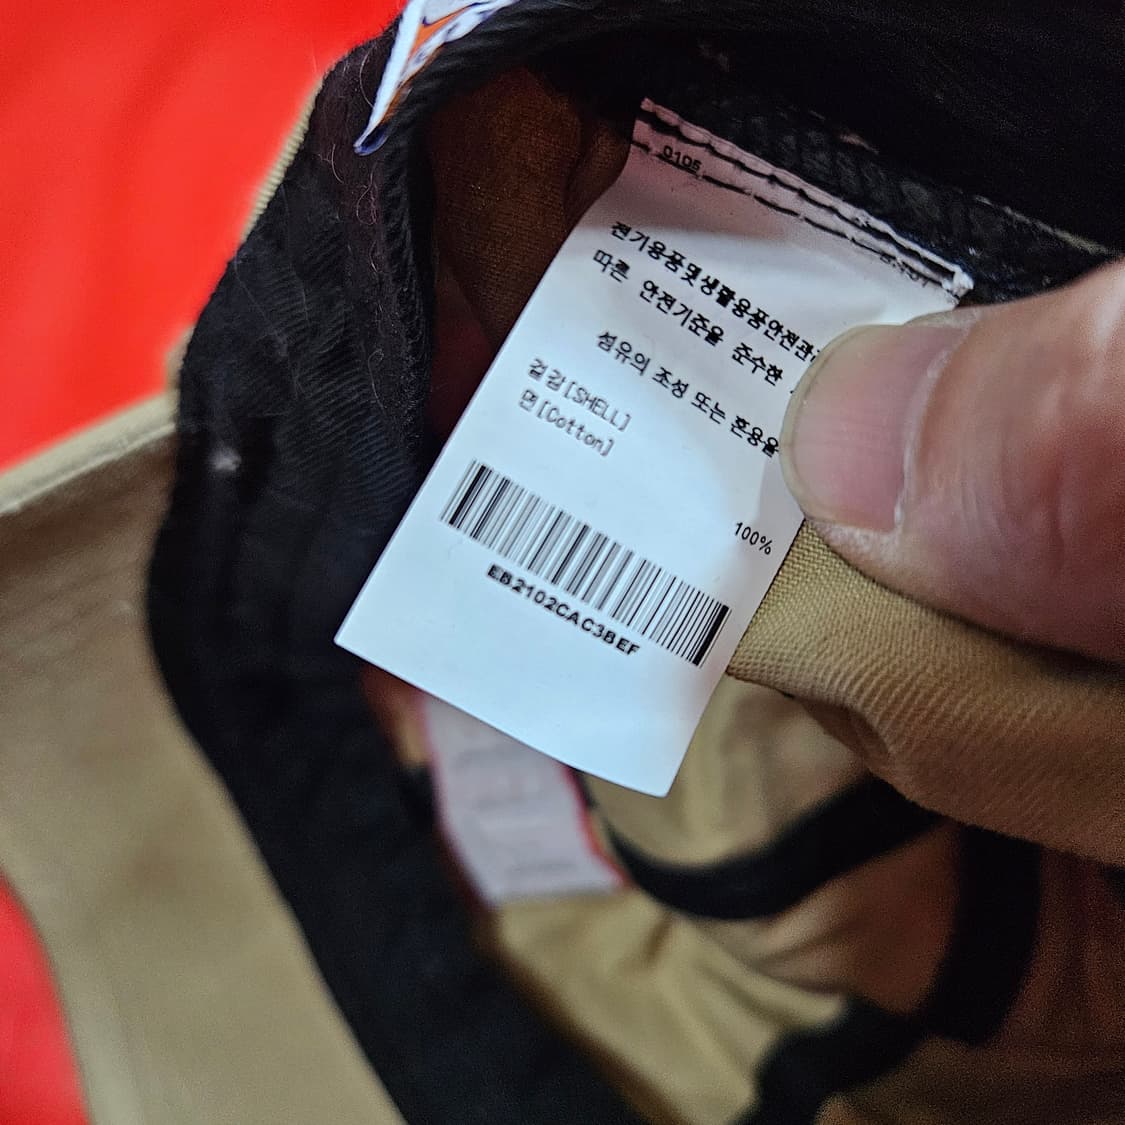 0105
전기용품및생활용품안전관
따른 안전기준을 준수한
섬유의 조성 또는 혼용율
겉감[SHELL]
면[Cotton]
100%
EB2102CAC3BEF